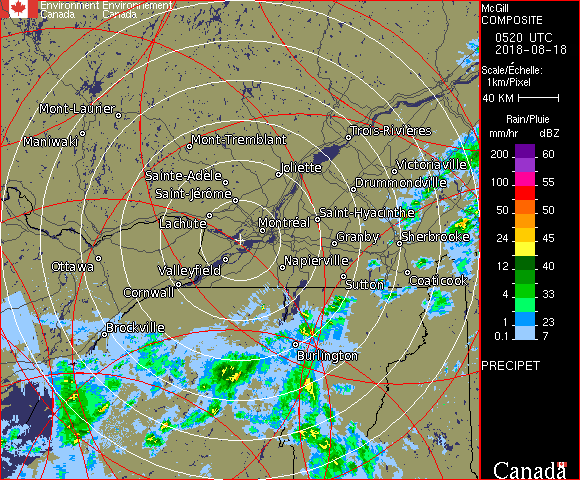 Environment Environnement
Canada Canada
McGill
COMPOSITE
0520 UTC
2018-08-18
Scale/Échelle:
1km/Pixel
40 KM
Rain/Pluie
mm/hr dBZ
200 60
100 55
50 50
24 45
12 40
4 33
1 23
0.1 7
PRECIPET
Canada
Mont-Laurier
Maniwaki
Mont-Tremblant
Trois-Rivières
Sainte-Adèle
Joliette
Victoriaville
Saint-Jérôme
Drummondville
Lachute
Montréal
Saint-Hyacinthe
Granby
Sherbrooke
Ottawa
Valleyfield
Napierville
Cornwall
Sutton
Coaticook
Brockville
Burlington